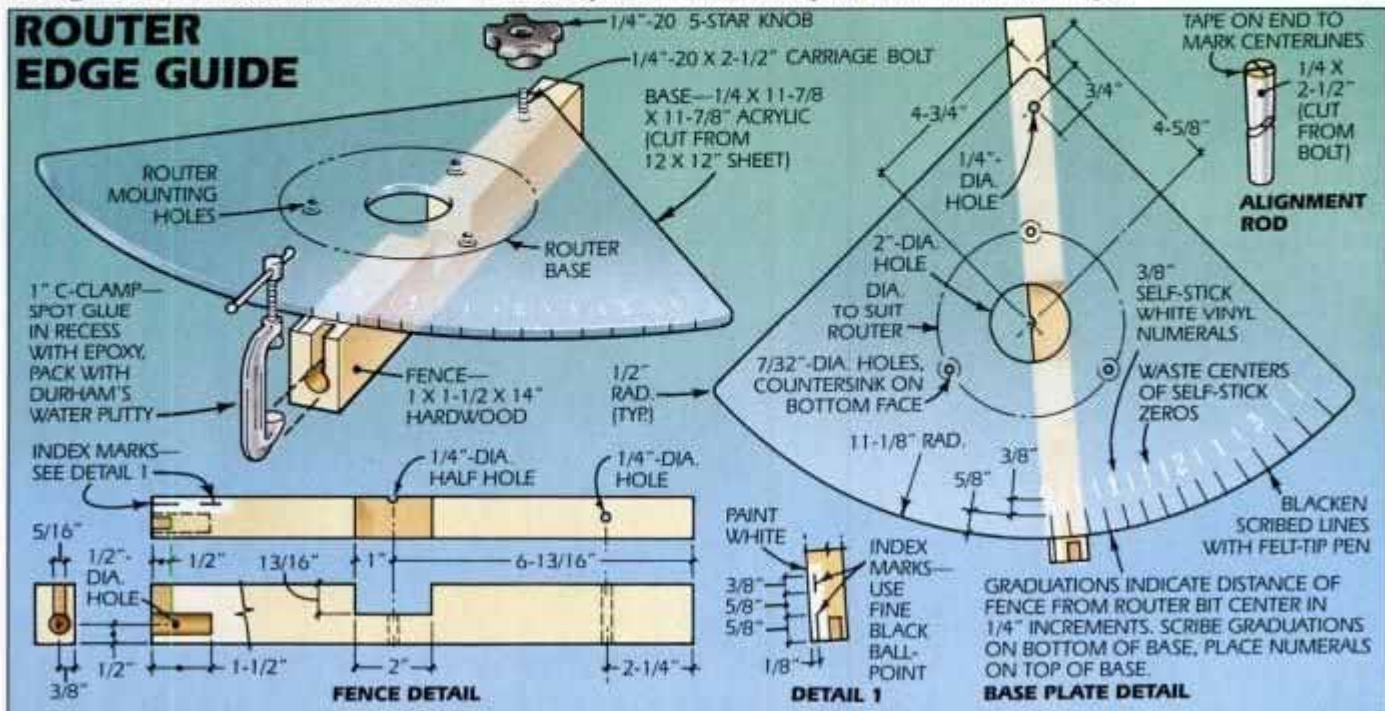 ROUTER
EDGE GUIDE
1/4"-20 5-STAR KNOB
1/4"-20 X 2-1/2" CARRIAGE BOLT
BASE—1/4 X 11-7/8
X 11-7/8" ACRYLIC
(CUT FROM
12 X 12" SHEET)
ROUTER
MOUNTING
HOLES
ROUTER
BASE
1" C-CLAMP—
SPOT GLUE
IN RECESS
WITH EPOXY,
PACK WITH
DURHAM'S
WATER PUTTY
FENCE—
1 X 1-1/2 X 14"
HARDWOOD
TAPE ON END TO
MARK CENTERLINES
1/4 X
2-1/2"
(CUT
FROM
BOLT)
ALIGNMENT
ROD
4-3/4"
3/4"
4-5/8"
1/4"-
DIA.
HOLE
2"-DIA.
HOLE
DIA.
TO SUIT
ROUTER
7/32"-DIA. HOLES,
COUNTERSINK ON
BOTTOM FACE
3/8"
SELF-STICK
WHITE VINYL
NUMERALS
WASTE CENTERS
OF SELF-STICK
ZEROS
1/2"
RAD.
(TYP.)
11-1/8" RAD.
5/8"
3/8"
BLACKEN
SCRIBED LINES
WITH FELT-TIP PEN
GRADUATIONS INDICATE DISTANCE OF
FENCE FROM ROUTER BIT CENTER IN
1/4" INCREMENTS. SCRIBE GRADUATIONS
ON BOTTOM OF BASE, PLACE NUMERALS
ON TOP OF BASE.
BASE PLATE DETAIL
INDEX MARKS—
SEE DETAIL 1
1/4"-DIA.
HALF HOLE
1/4"-DIA.
HOLE
5/16"
1/2"-
DIA.
HOLE
1/2"
13/16"
1"
6-13/16"
1/2"
3/8"
1-1/2"
2"
2-1/4"
FENCE DETAIL
PAINT
WHITE
INDEX
MARKS—
USE
FINE
BLACK
BALL-
POINT
3/8"
5/8"
5/8"
1/8"
DETAIL 1